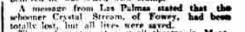 A message from Las Palmas stated that the
schooner Crystal Stream, of Fowey, had been
totally lost, but all lives were saved.